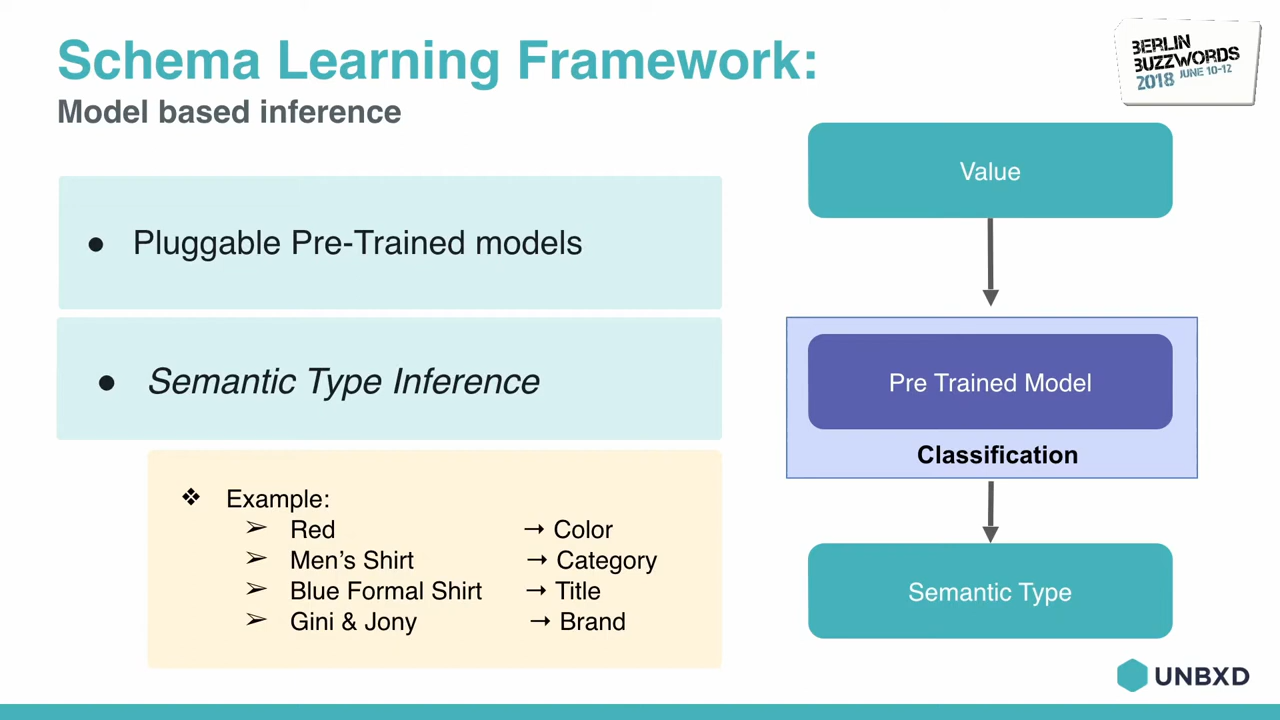 Schema Learning Framework:
Model based inference
BERLIN
BUZZWORDS
2018 JUNE 10-12
● Pluggable Pre-Trained models
● Semantic Type Inference
❖ Example:
➢ Red → Color
➢ Men’s Shirt → Category
➢ Blue Formal Shirt → Title
➢ Gini & Jony → Brand
Value
Pre Trained Model
Classification
Semantic Type
UNBXD